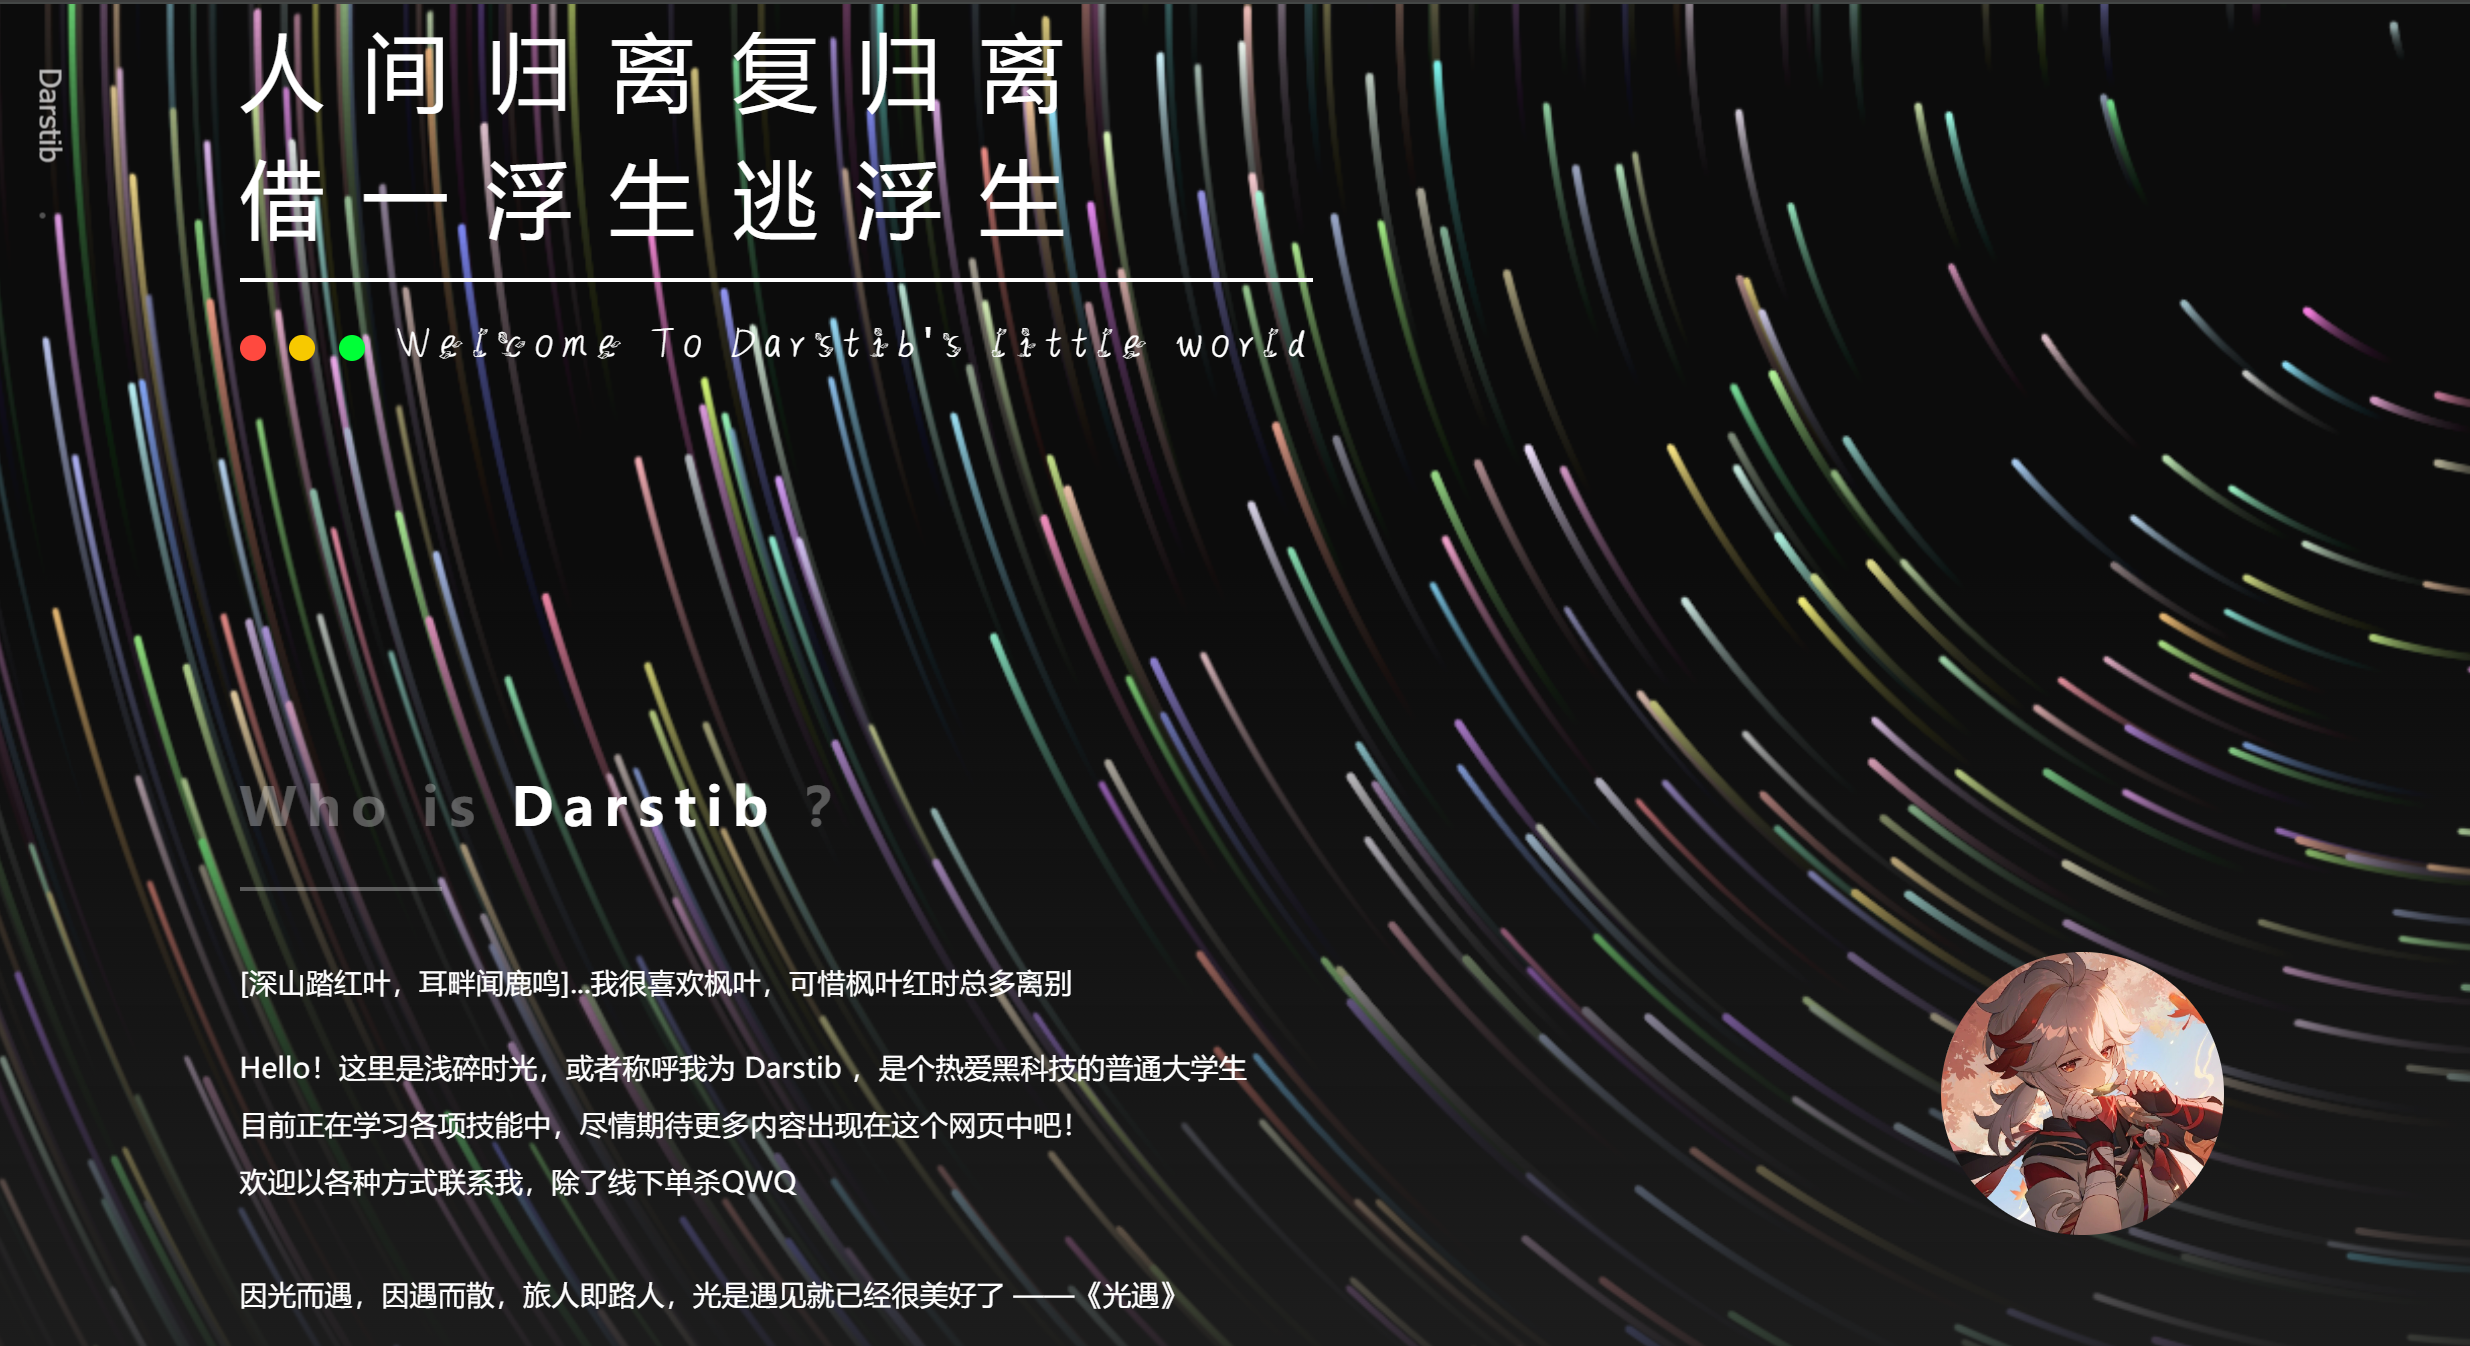 Darstib
人间归离复归离
借一浮生逃浮生
Welcome To Darstib's little world
Who is Darstib ?
[深山踏红叶，耳畔闻鹿鸣]...我很喜欢枫叶，可惜枫叶红时总多离别
Hello！这里是浅碎时光，或者称呼我为 Darstib ，是个热爱黑科技的普通大学生
目前正在学习各项技能中，尽情期待更多内容出现在这个网页中吧！
欢迎以各种方式联系我，除了线下单杀QWQ
因光而遇，因遇而散，旅人即路人，光是遇见就已经很美好了 ——《光遇》